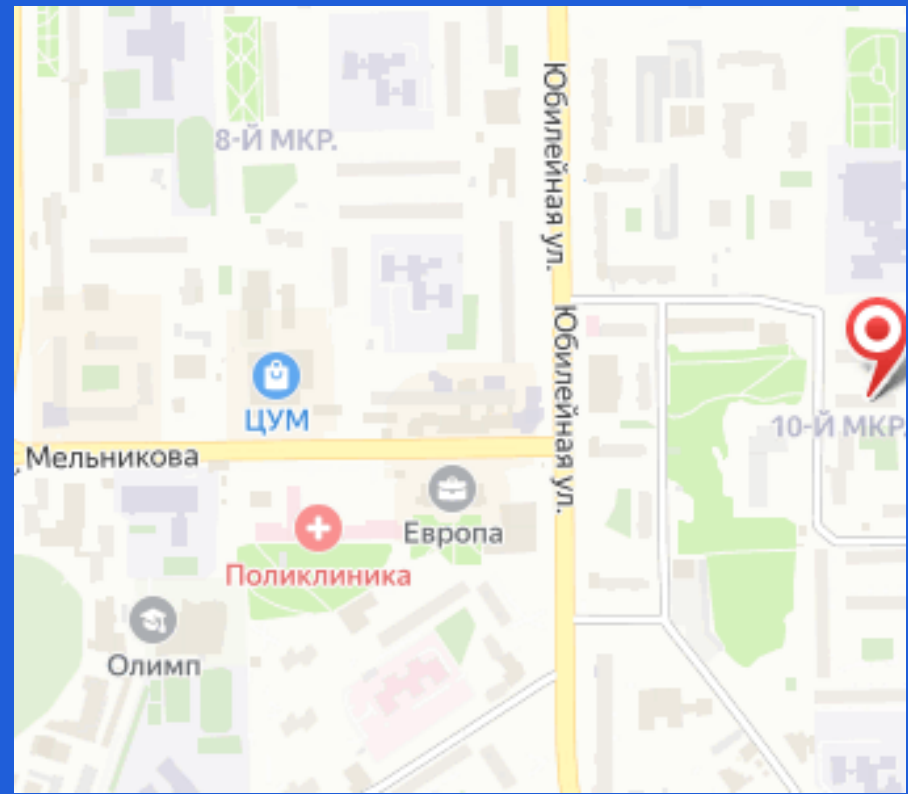 Юбилейная ул.
8-Й МКР.
Юбилейная ул.
ЦУМ
10-Й МКР.
Мельникова
Европа
Поликлиника
Олимп